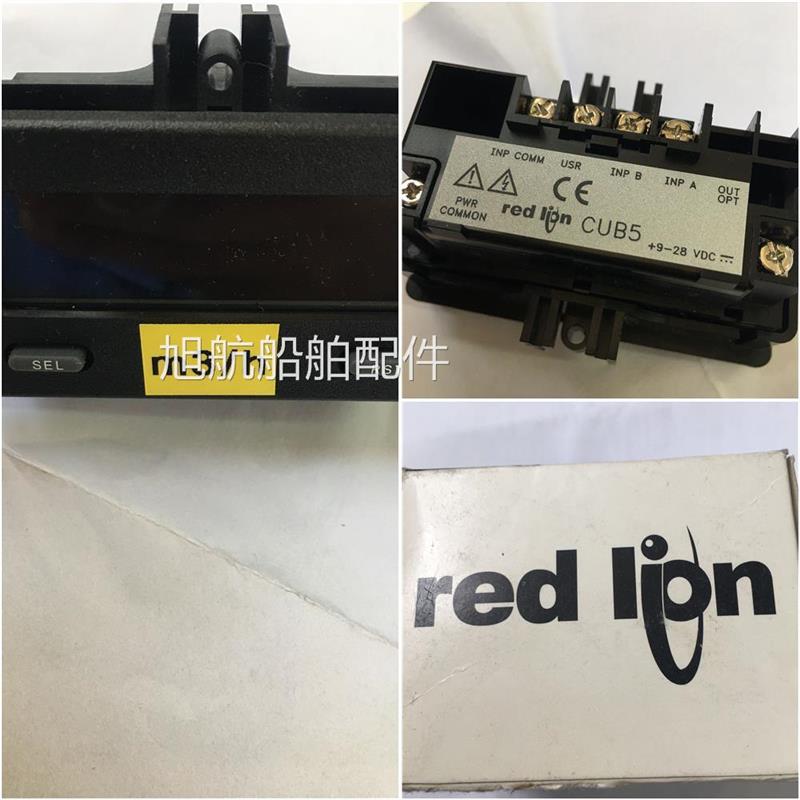 SEL
m3/h
旭航船舶配件
INP COMM
USR
INP B
INP A
OUT
OPT
PWR
COMMON
CE
red lion
CUB5
+9-28 VDC
red lion